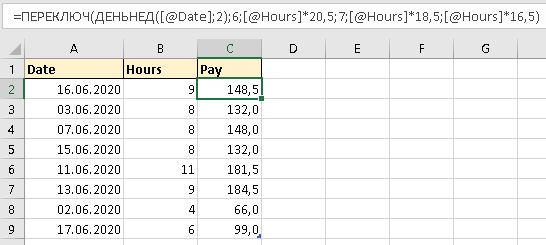 =ПЕРЕКЛЮЧ(ДЕНЬНЕД([@Date];2);6;[@Hours]*20,5;7;[@Hours]*18,5;[@Hours]*16,5)
A B C D E F G
1 Date Hours Pay
2 16.06.2020 9 148,5
3 03.06.2020 8 132,0
4 07.06.2020 8 148,0
5 15.06.2020 8 132,0
6 11.06.2020 11 181,5
7 13.06.2020 9 184,5
8 02.06.2020 4 66,0
9 17.06.2020 6 99,0